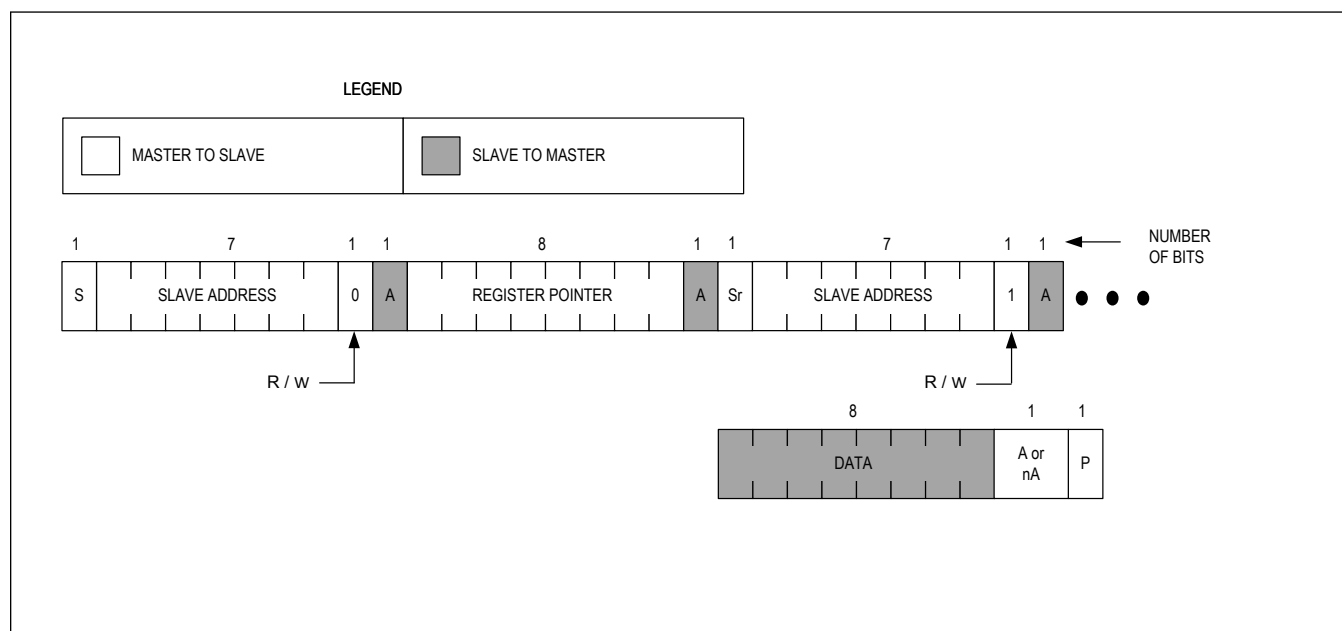 LEGEND
MASTER TO SLAVE SLAVE TO MASTER
1 7 1 1 8 1 1 7 1 1 NUMBER
OF BITS
S SLAVE ADDRESS 0 A REGISTER POINTER A Sr SLAVE ADDRESS 1 A
R / W R / W
8 1 1
DATA A or
nA P